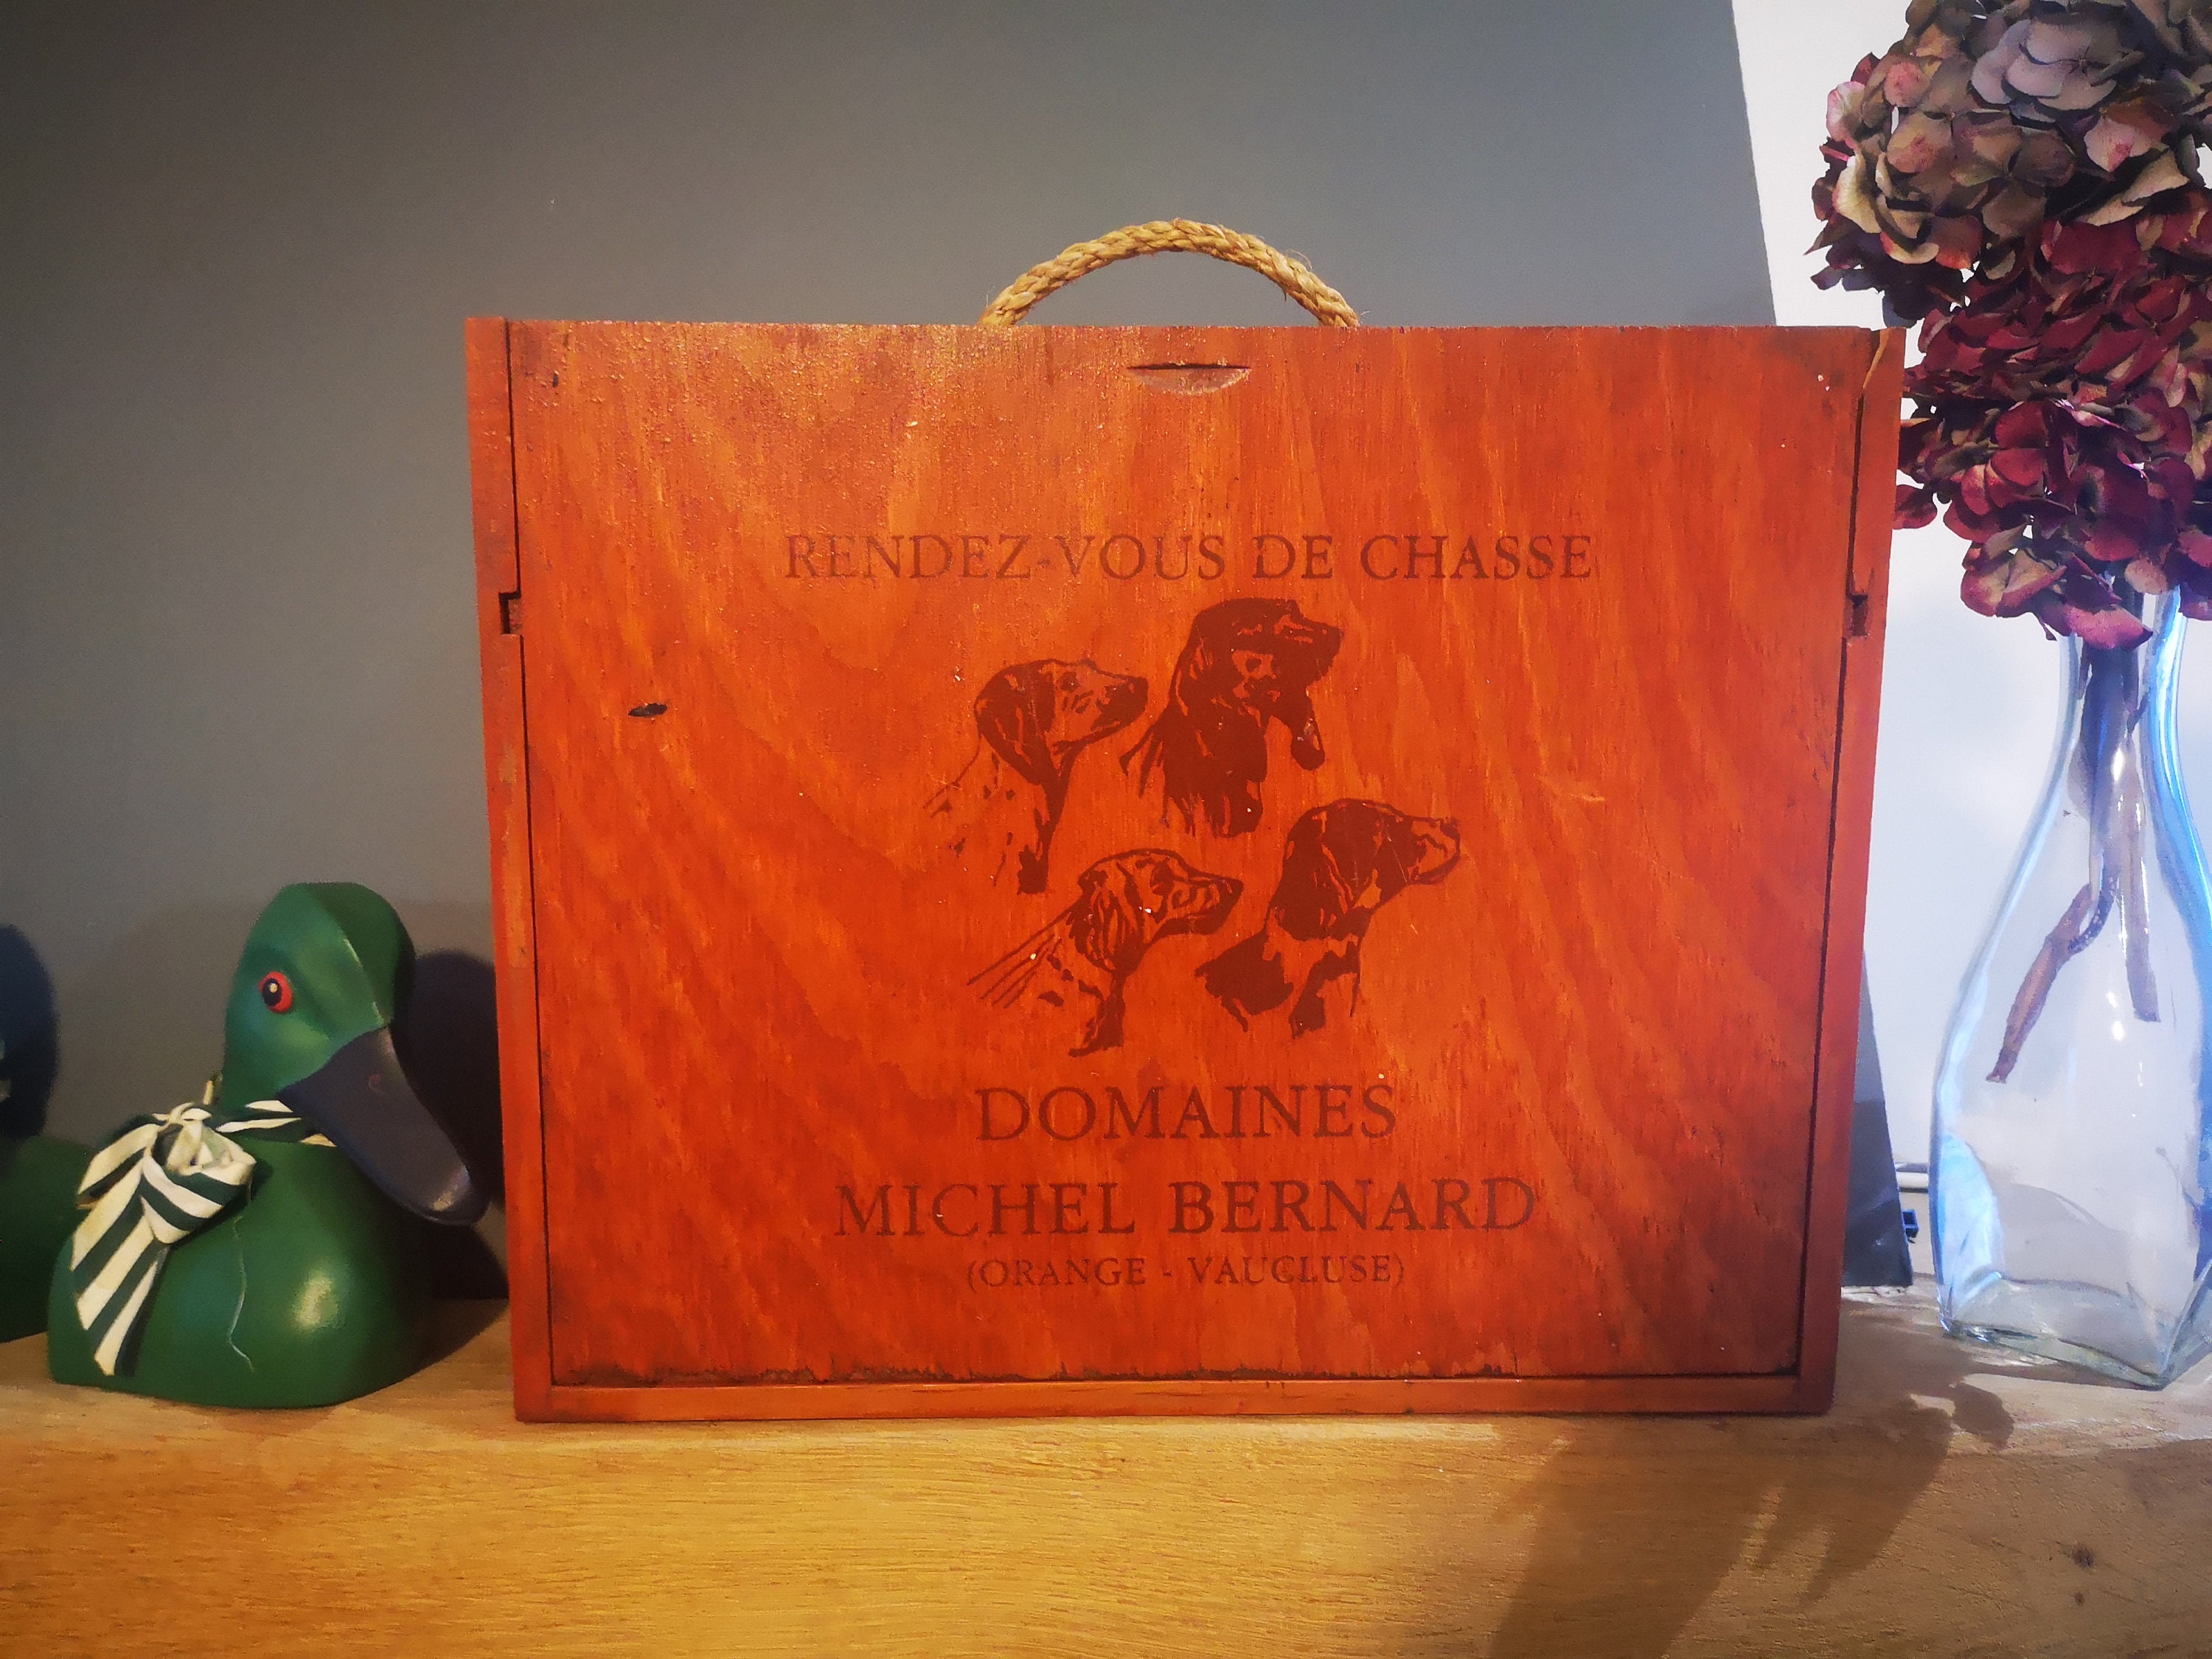 RENDEZ-VOUS DE CHASSE
DOMAINES
MICHEL BERNARD
(ORANGE - VAUCLUSE)